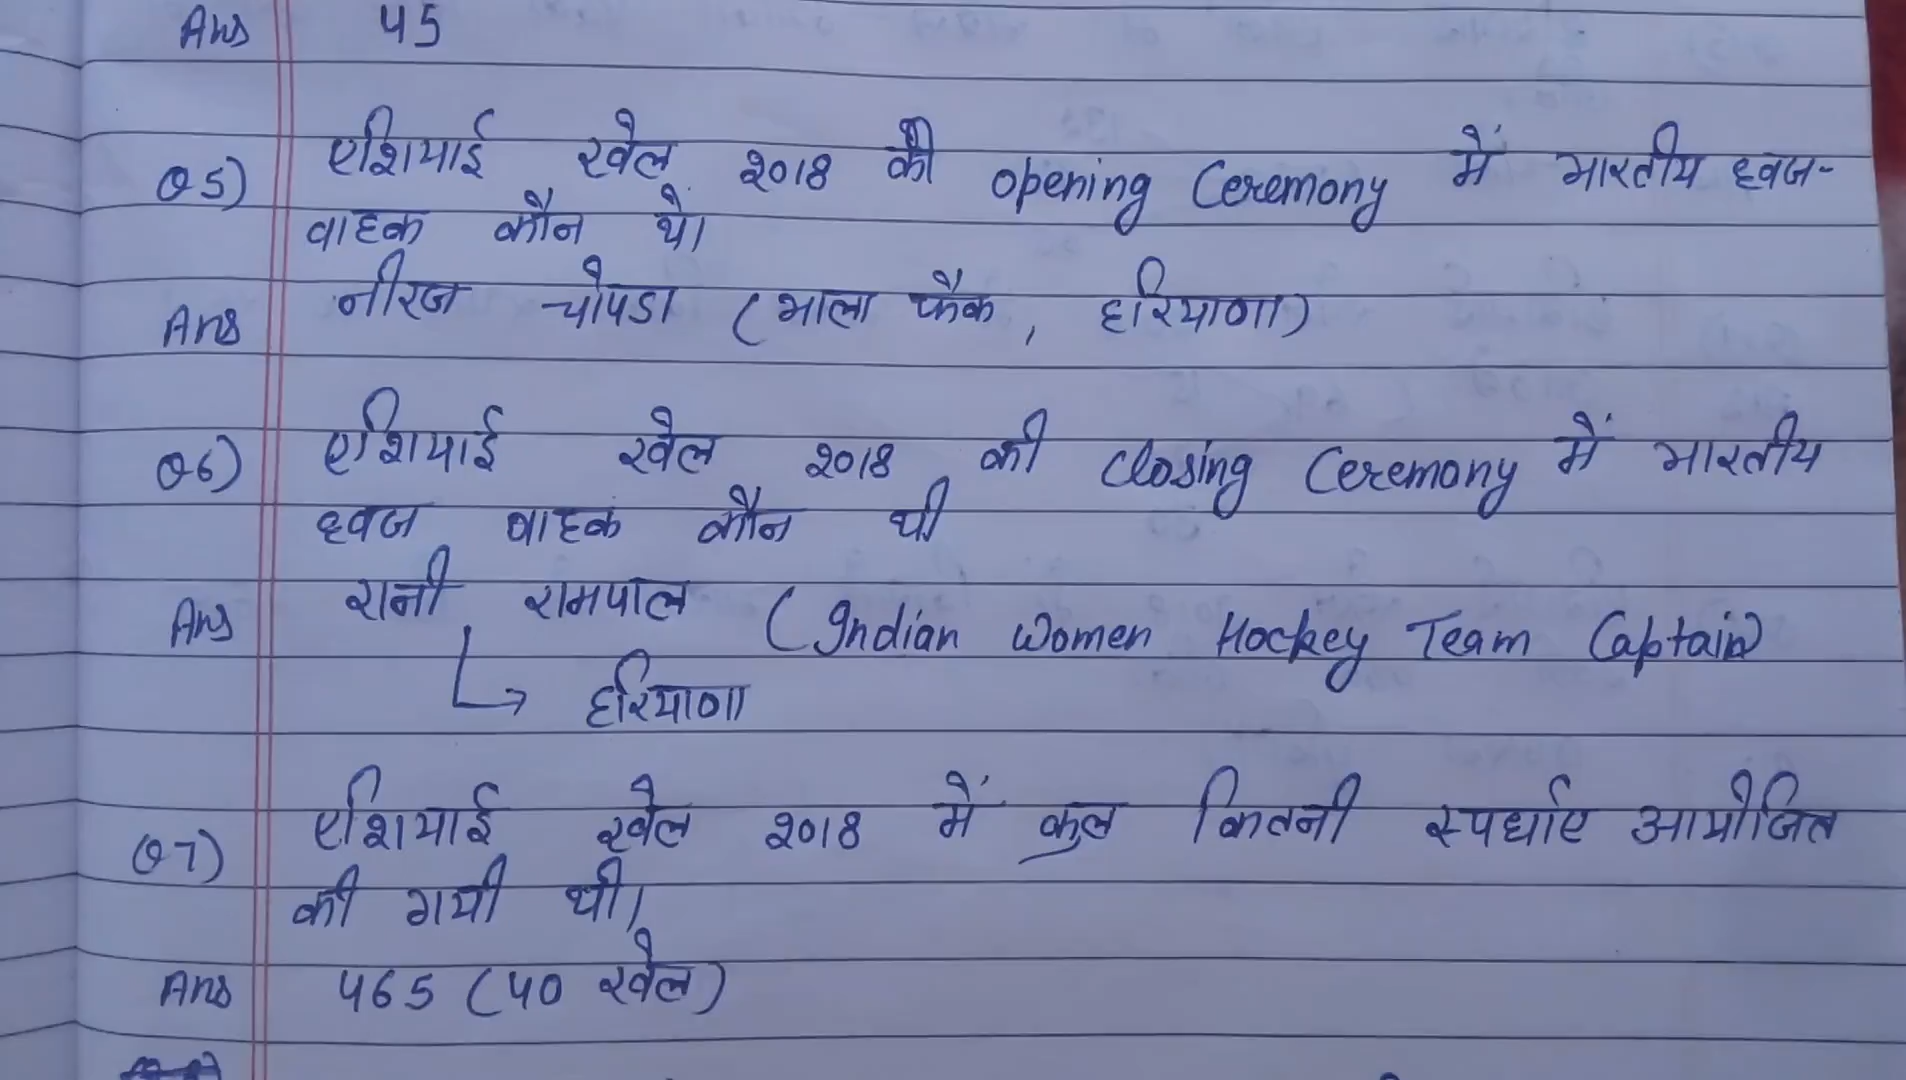 Ans 45
Q5) एशियाई खेल 2018 की opening Ceremony में भारतीय ध्वज-
वाहक कौन थे।
Ans नीरज चोपडा (भाला फेंक, हरियाणा)
Q6) एशियाई खेल 2018 की Closing Ceremony में भारतीय
ध्वज वाहक कौन थी
Ans रानी रामपाल (Indian Women Hockey Team Captain)
↳ हरियाणा
Q7) एशियाई खेल 2018 में कुल कितनी स्पर्धाए आयोजित
की गयी थी।
Ans 465 (40 खेल)